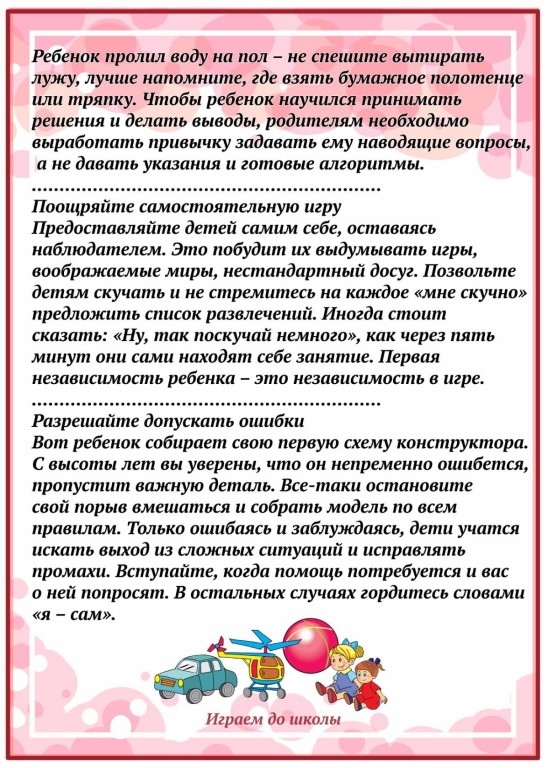 Ребенок пролил воду на пол – не спешите вытирать
лужу, лучше напомните, где взять бумажное полотенце
или тряпку. Чтобы ребенок научился принимать
решения и делать выводы, родителям необходимо
выработать привычку задавать ему наводящие вопросы,
а не давать указания и готовые алгоритмы.
................................................................
Поощряйте самостоятельную игру
Предоставляйте детей самим себе, оставаясь
наблюдателем. Это побудит их выдумывать игры,
воображаемые миры, нестандартный досуг. Позвольте
детям скучать и не стремитесь на каждое «мне скучно»
предложить список развлечений. Иногда стоит
сказать: «Ну, так поскучай немного», как через пять
минут они сами находят себе занятие. Первая
независимость ребенка – это независимость в игре.
................................................................
Разрешайте допускать ошибки
Вот ребенок собирает свою первую схему конструктора.
С высоты лет вы уверены, что он непременно ошибется,
пропустит важную деталь. Все-таки остановите
свой порыв вмешаться и собрать модель по всем
правилам. Только ошибаясь и заблуждаясь, дети учатся
искать выход из сложных ситуаций и исправлять
промахи. Вступайте, когда помощь потребуется и вас
о ней попросят. В остальных случаях гордитесь словами
«я – сам».
Играем до школы